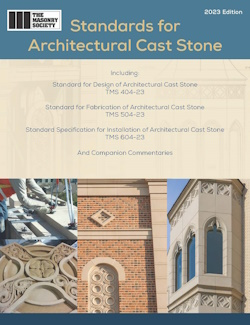 THE
MASONRY
SOCIETY
2023 Edition
Standards for
Architectural Cast Stone
Including
Standard for Design of Architectural Cast Stone
TMS 404-23
Standard for Fabrication of Architectural Cast Stone
TMS 504-23
Standard Specification for Installation of Architectural Cast Stone
TMS 604-23
And Companion Commentaries